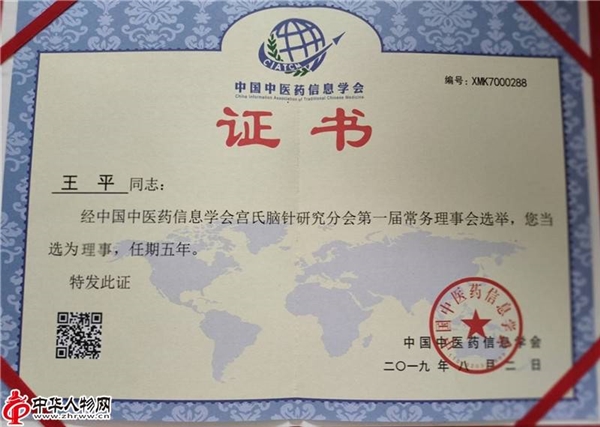 CIATCM
中国中医药信息学会
China Information Association of Traditional Chinese Medicine
编号：XMK7000288
证书
王 平 同志：
经中国中医药信息学会宫氏脑针研究分会第一届常务理事会选举，您当
选为理事，任期五年。
特发此证
中国中医药信息学会
中国中医药信息学会
二〇一九年八月二日
中华人物网
www.zhrww.com